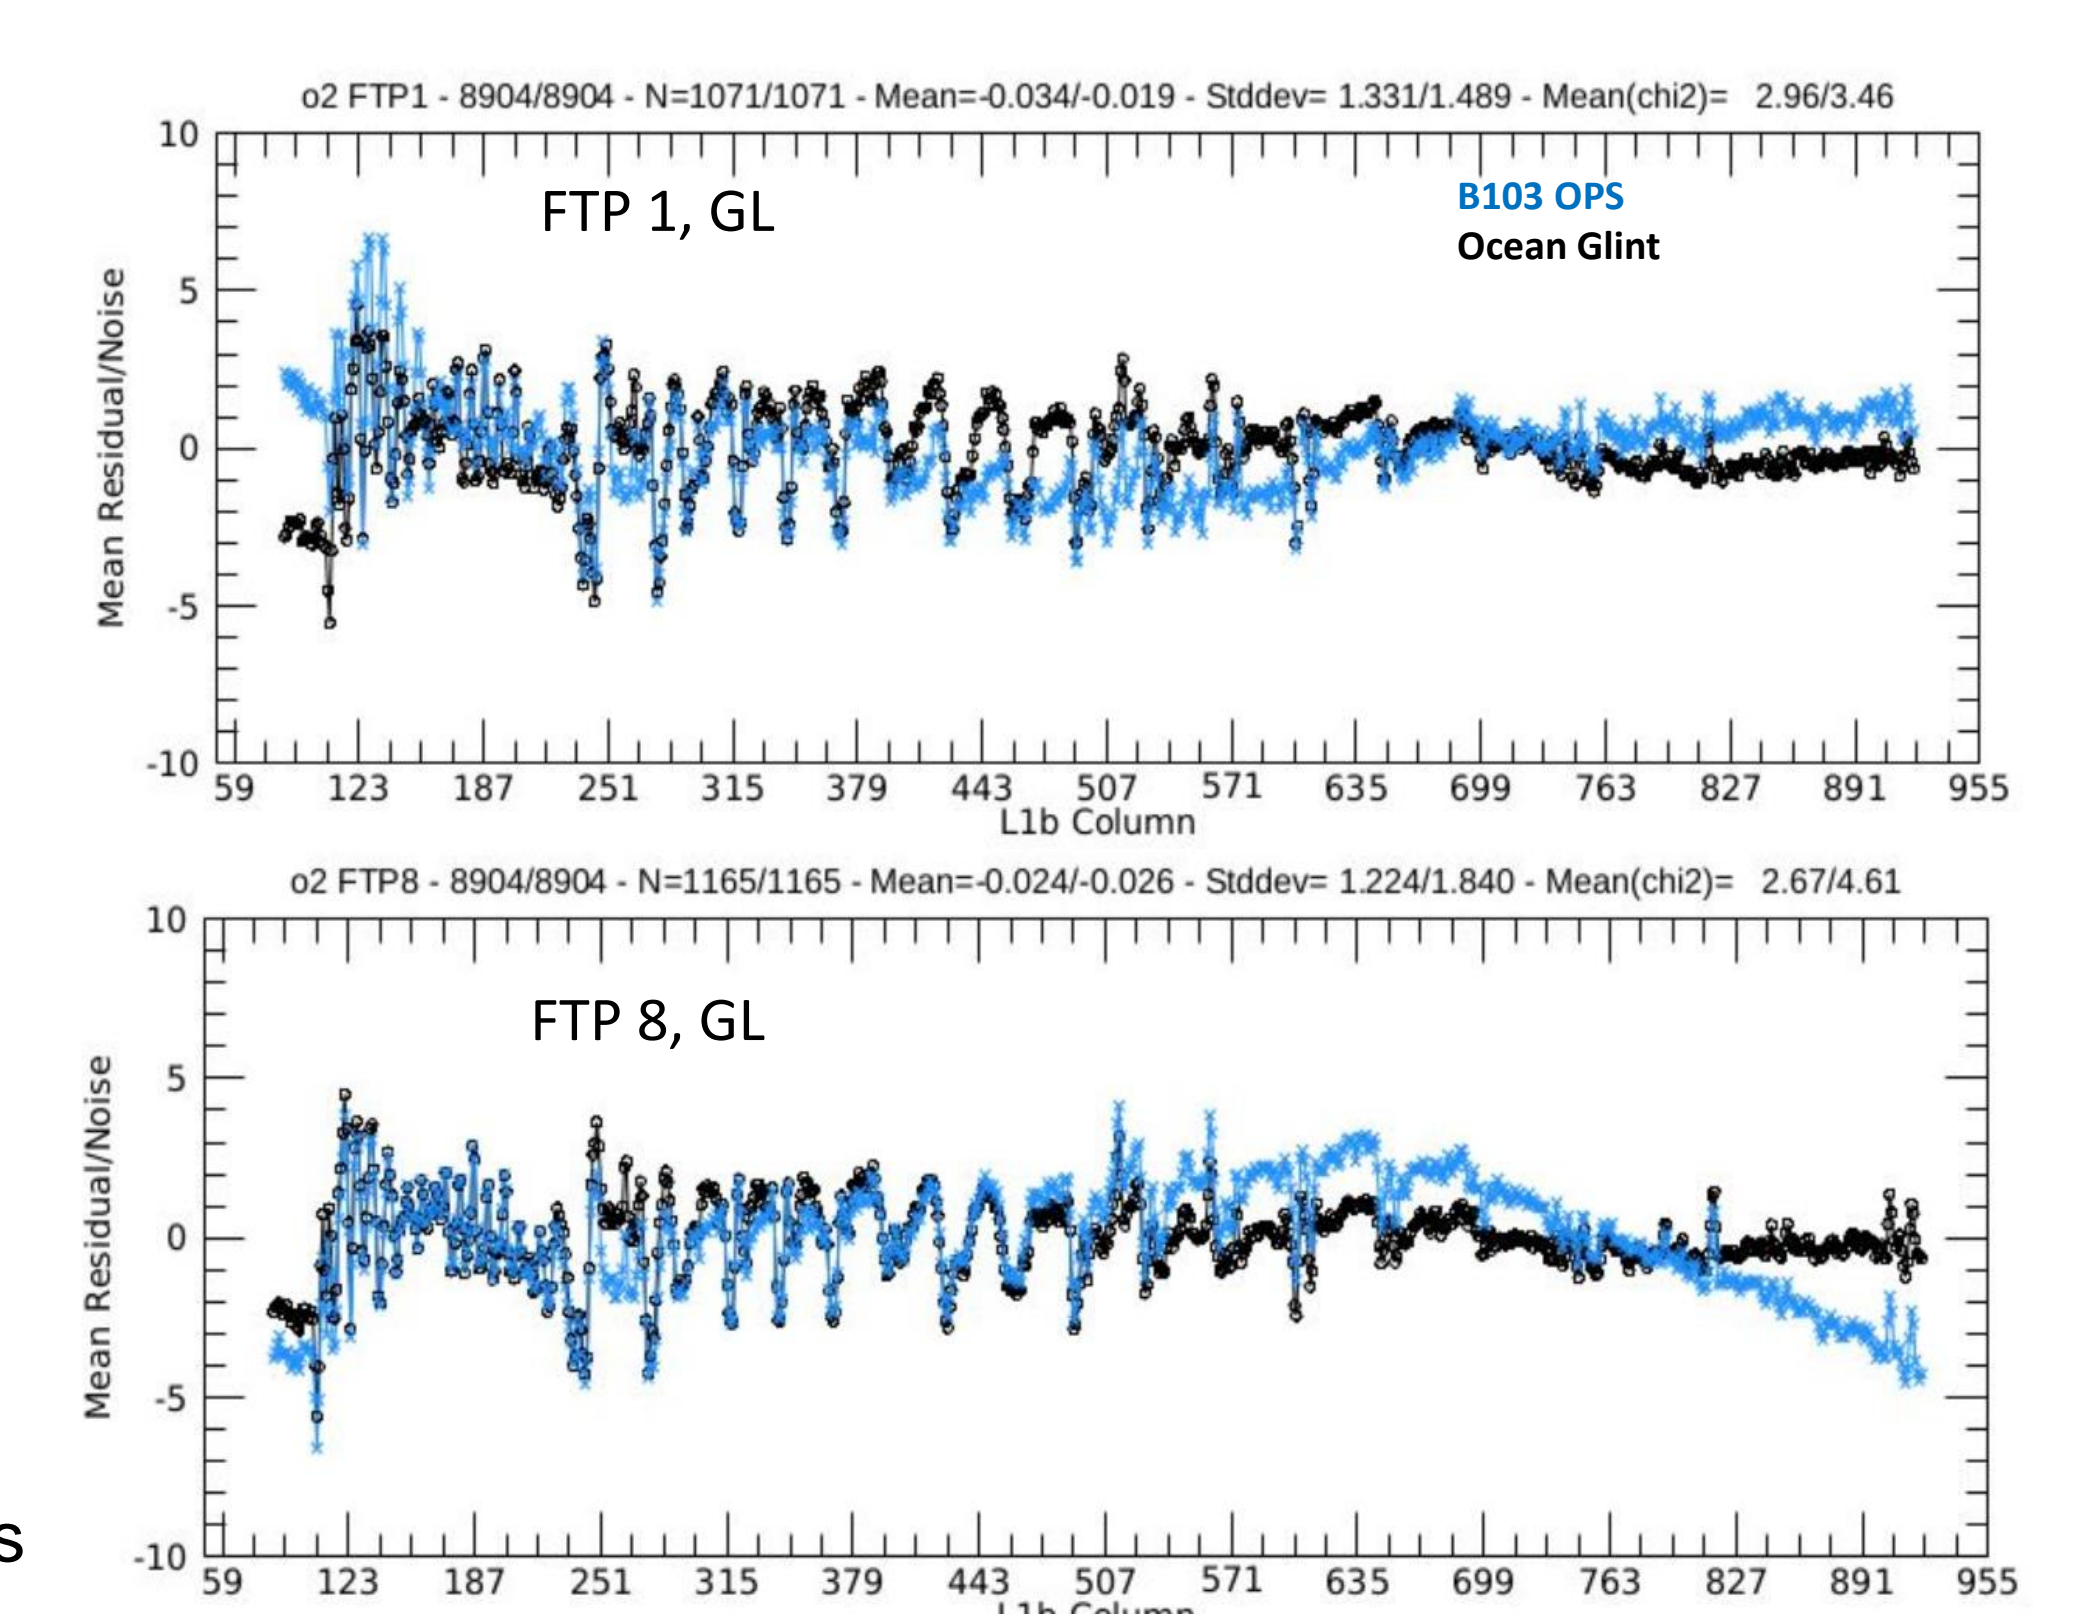 o2 FTP1 - 8904/8904 - N=1071/1071 - Mean=-0.034/-0.019 - Stddev= 1.331/1.489 - Mean(chi2)= 2.96/3.46
FTP 1, GL
B103 OPS
Ocean Glint
Mean Residual/Noise
10
5
0
-5
-10
59 123 187 251 315 379 443 507 571 635 699 763 827 891 955
L1b Column
o2 FTP8 - 8904/8904 - N=1165/1165 - Mean=-0.024/-0.026 - Stddev= 1.224/1.840 - Mean(chi2)= 2.67/4.61
FTP 8, GL
Mean Residual/Noise
10
5
0
-5
-10
s
59 123 187 251 315 379 443 507 571 635 699 763 827 891 955
L1b Column